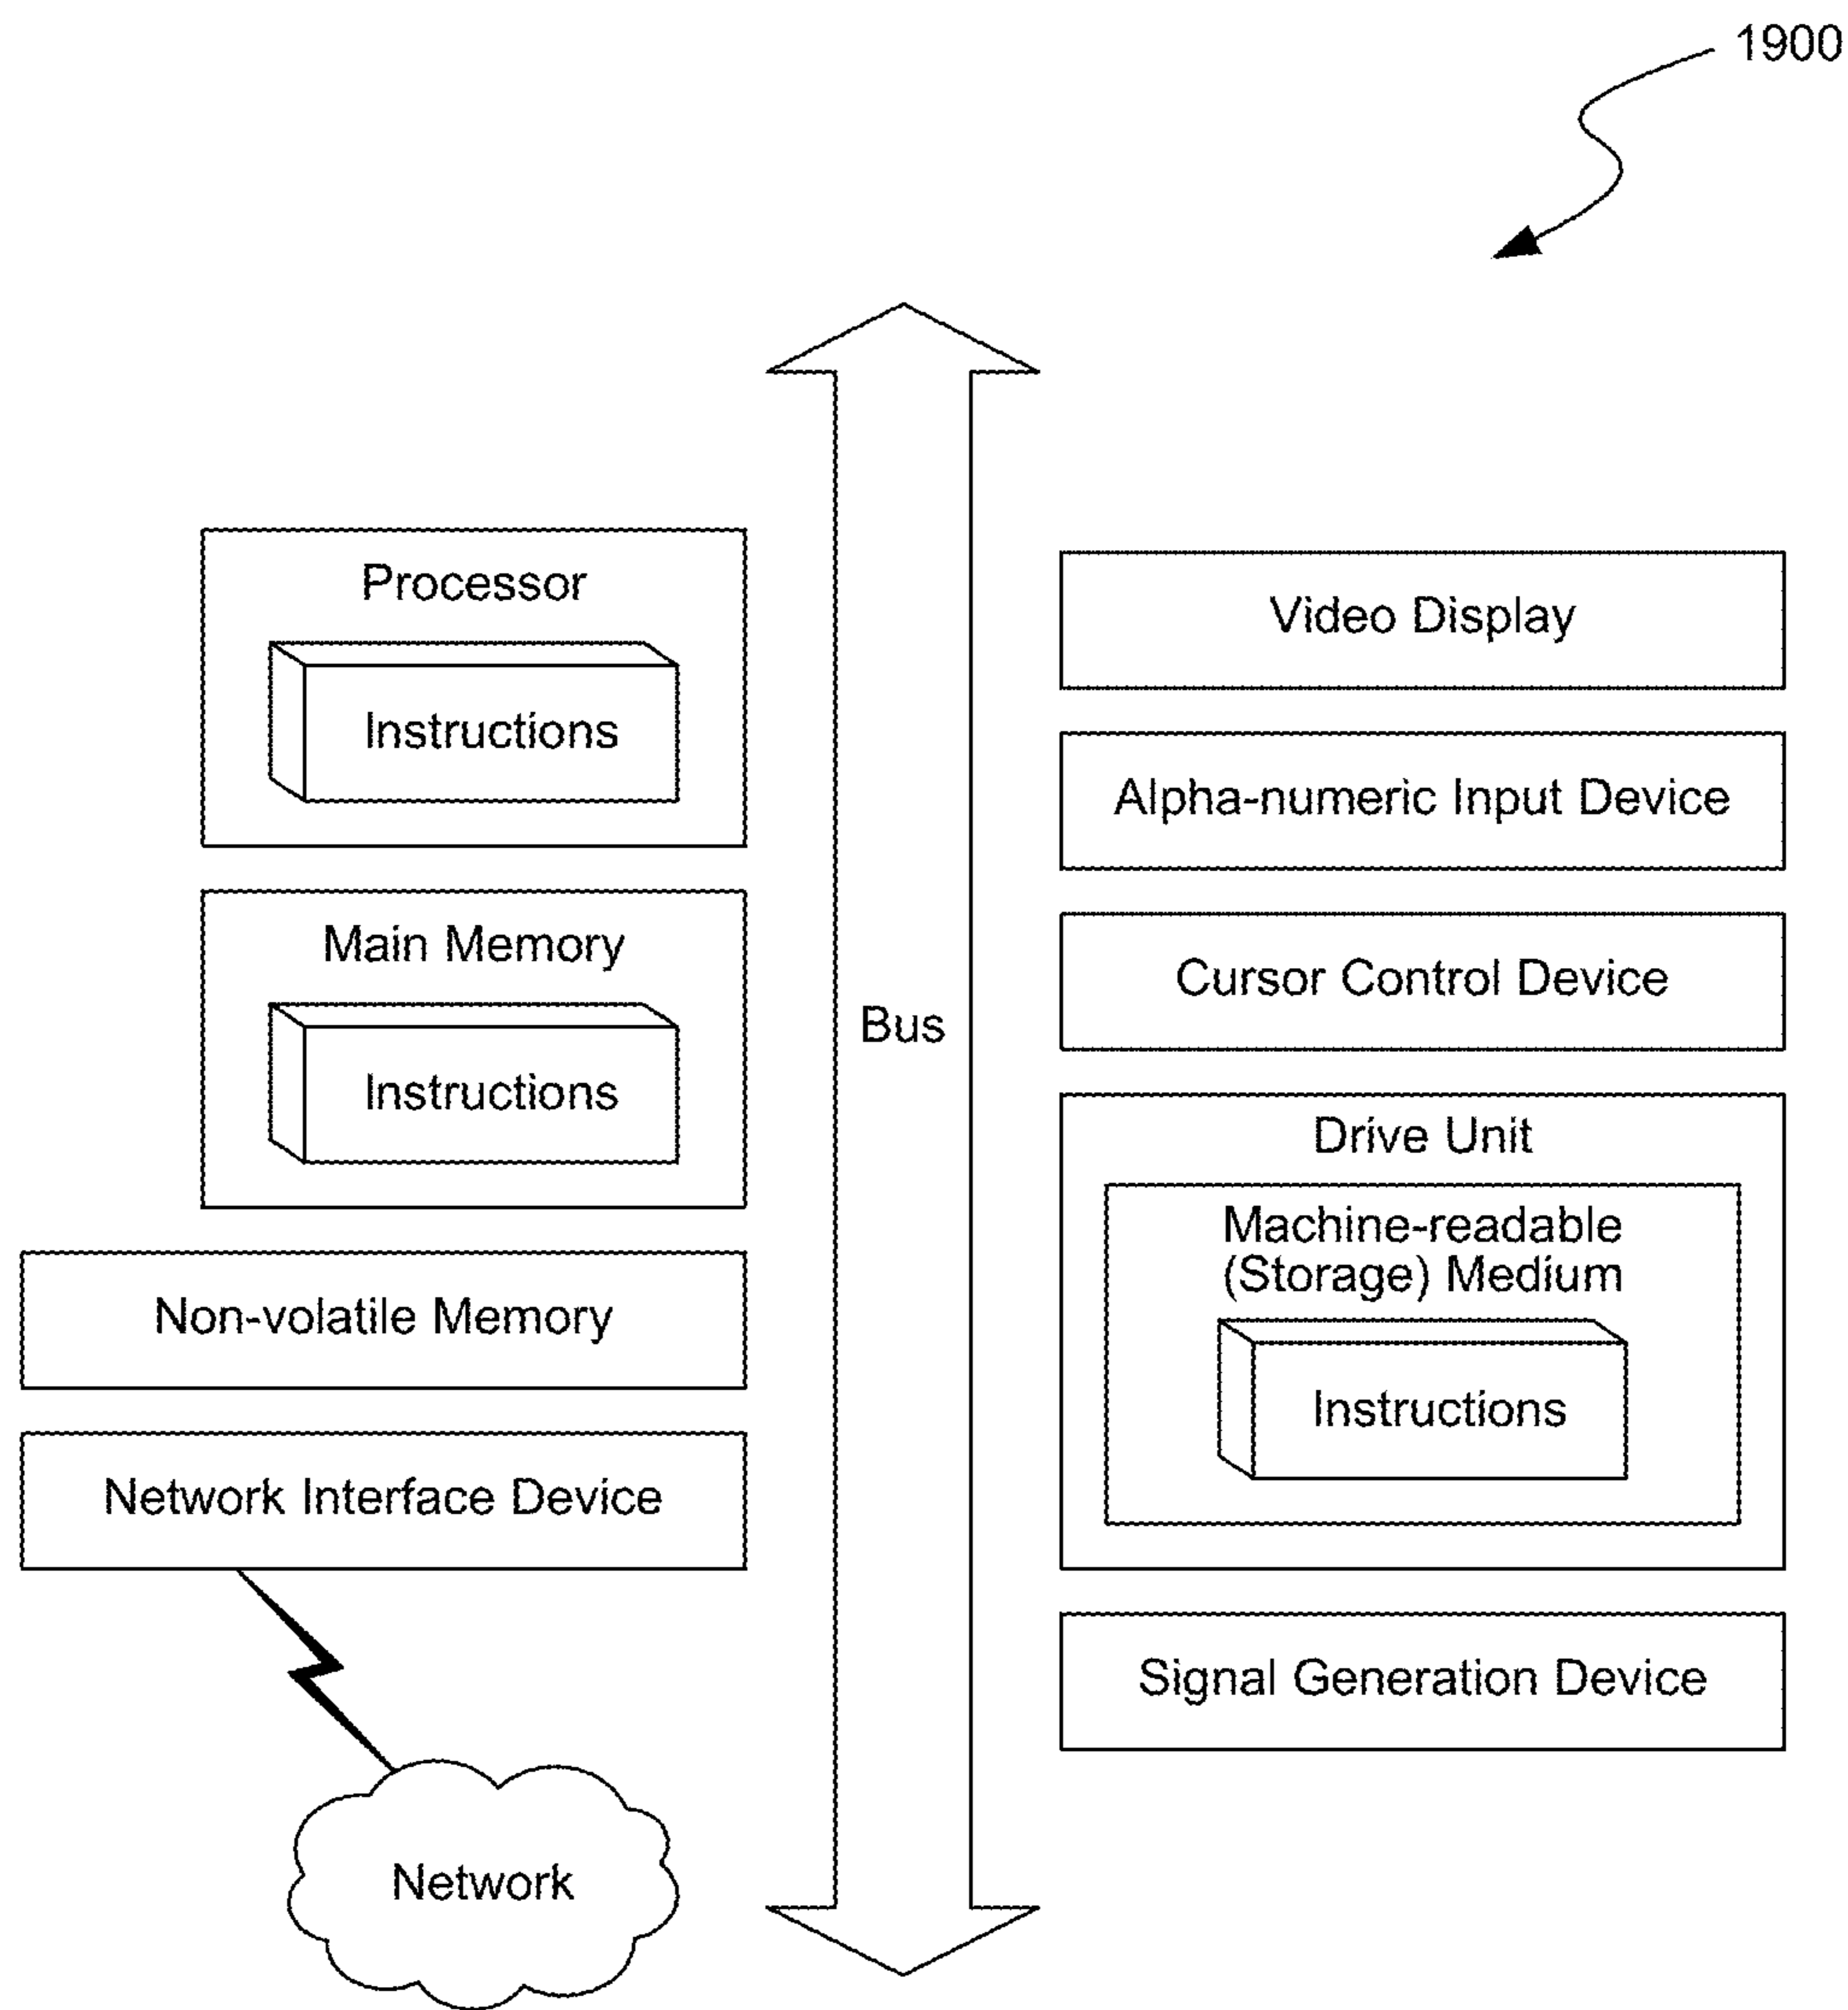 1900
Processor
Instructions
Main Memory
Instructions
Non-volatile Memory
Network Interface Device
Network
Bus
Video Display
Alpha-numeric Input Device
Cursor Control Device
Drive Unit
Machine-readable
(Storage) Medium
Instructions
Signal Generation Device